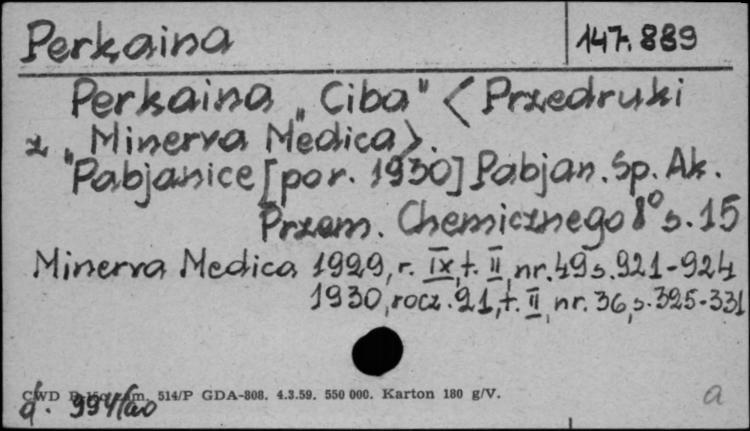 Perkaina
147.889
Perkaina „Ciba" < Przedruki
z „Minerva Medica>.
Pabjanice [por. 1930] Pabjan. Sp. Ak.
Przem. Chemicznego 8° s. 15
Minerva Medica 1929, r. IX, t. II, nr. 49 s. 921-924
1930, rocz. 21, t. II, nr. 36, s. 325-331
CWD zam. 514/P GDA-808. 4.3.59. 550 000. Karton 180 g/V.
a